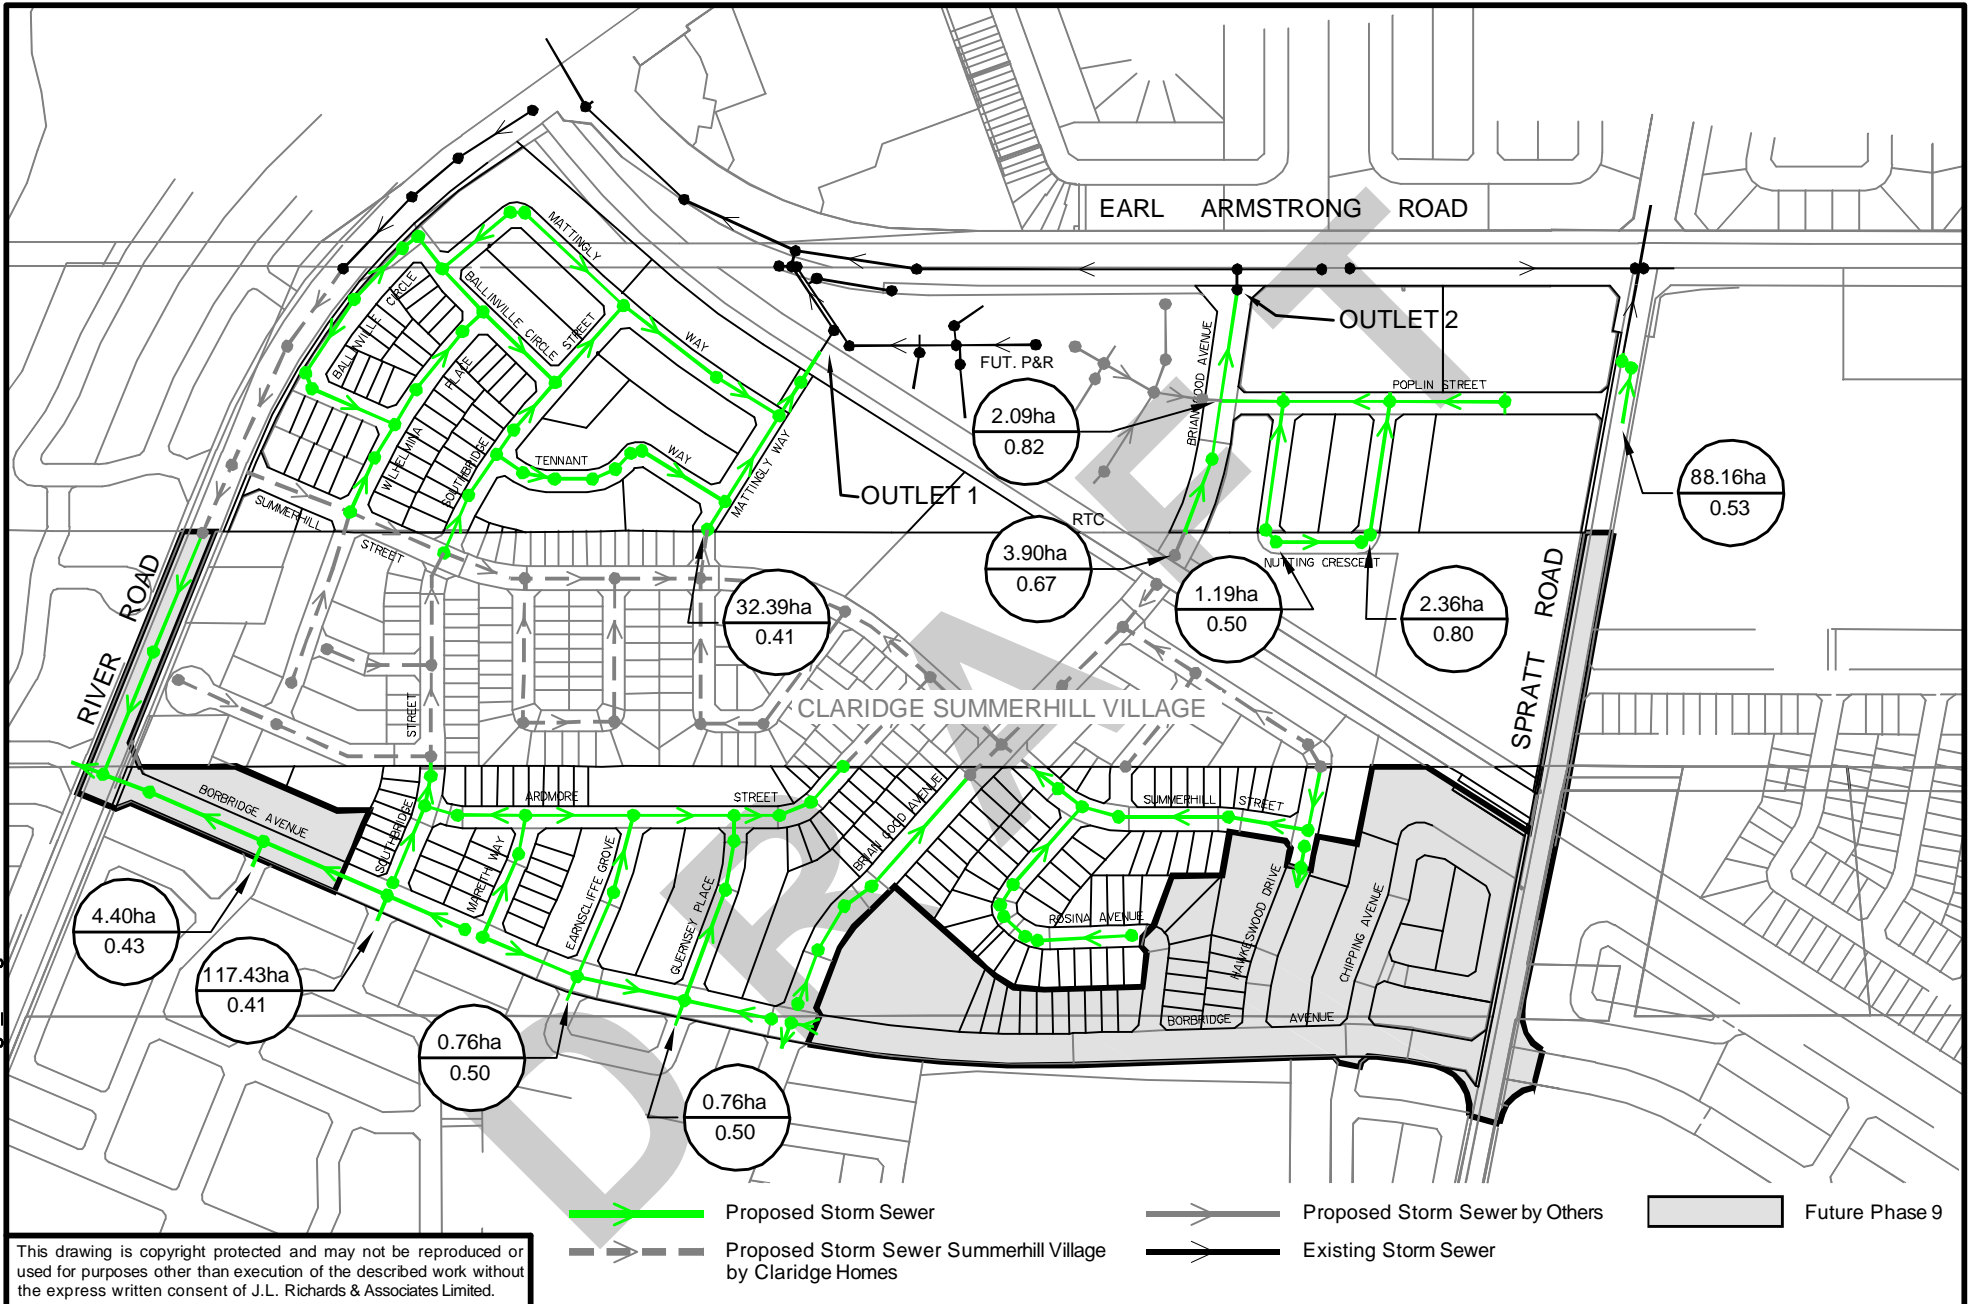 EARL ARMSTRONG ROAD
MATTINGLY
WAY
BALLINVILLE CIRCLE
BALLINVILLE CIRCLE
STREET
PLACE
WILHELMINA
SOUTHBRIDGE
TENNANT
WAY
MATTINGLY WAY
OUTLET 1
OUTLET 2
FUT. P&R
BRIAN GOOD AVENUE
POPLIN STREET
2.09ha
0.82
88.16ha
0.53
RTC
3.90ha
0.67
NUTTING CRESCENT
1.19ha
0.50
2.36ha
0.80
32.39ha
0.41
SUMMERHILL
STREET
RIVER ROAD
SPRATT ROAD
STREET
CLARIDGE SUMMERHILL VILLAGE
BORBRIDGE AVENUE
SOUTHBRIDGE
ARDMORE STREET
MAREITH WAY
EARNSCLIFFE GROVE
GUERNSEY PLACE
BRIAN GOOD AVENUE
SUMMERHILL STREET
ROSINA AVENUE
HAWKESWOOD DRIVE
CHIPPING AVENUE
BORBRIDGE AVENUE
4.40ha
0.43
117.43ha
0.41
0.76ha
0.50
0.76ha
0.50
DRAFT
Proposed Storm Sewer
Proposed Storm Sewer Summerhill Village
by Claridge Homes
Proposed Storm Sewer by Others
Existing Storm Sewer
Future Phase 9
This drawing is copyright protected and may not be reproduced or
used for purposes other than execution of the described work without
the express written consent of J.L. Richards & Associates Limited.